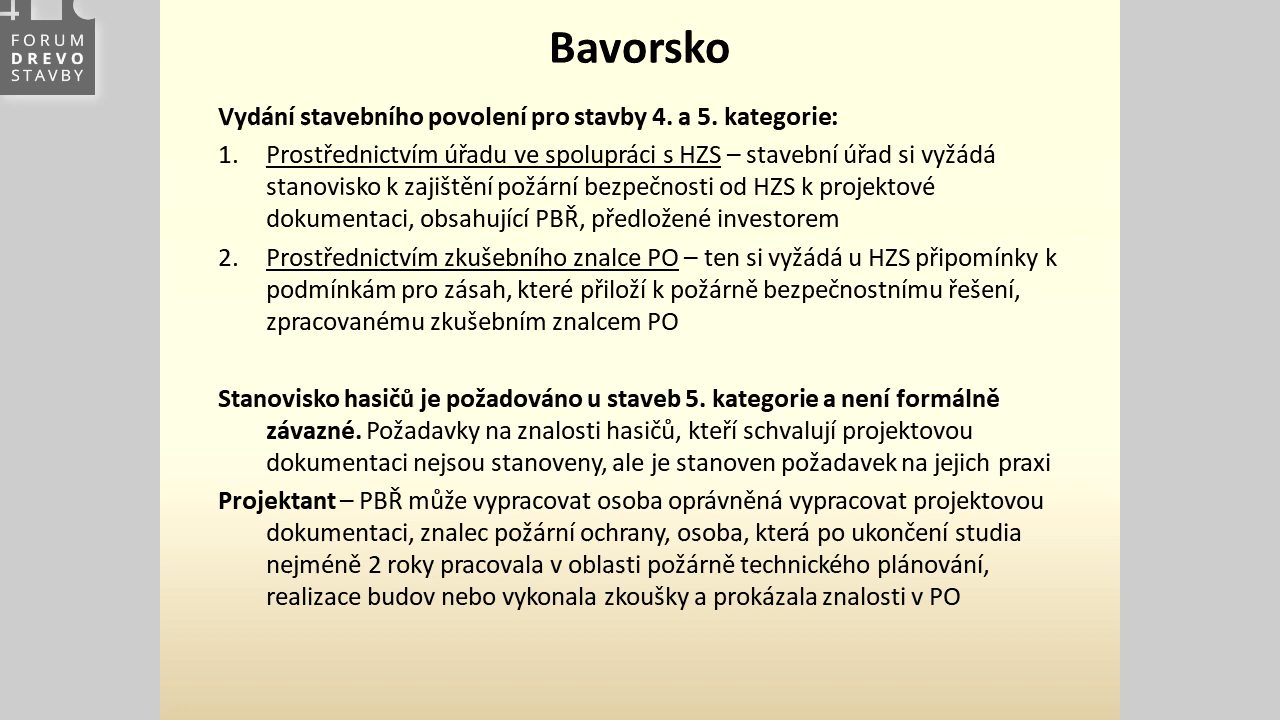 FORUM
DREVO
STAVBY
Bavorsko
Vydání stavebního povolení pro stavby 4. a 5. kategorie:
1. Prostřednictvím úřadu ve spolupráci s HZS – stavební úřad si vyžádá
stanovisko k zajištění požární bezpečnosti od HZS k projektové
dokumentaci, obsahující PBŘ, předložené investorem
2. Prostřednictvím zkušebního znalce PO – ten si vyžádá u HZS připomínky k
podmínkám pro zásah, které přiloží k požárně bezpečnostnímu řešení,
zpracovanému zkušebním znalcem PO
Stanovisko hasičů je požadováno u staveb 5. kategorie a není formálně
závazné. Požadavky na znalosti hasičů, kteří schvalují projektovou
dokumentaci nejsou stanoveny, ale je stanoven požadavek na jejich praxi
Projektant – PBŘ může vypracovat osoba oprávněná vypracovat projektovou
dokumentaci, znalec požární ochrany, osoba, která po ukončení studia
nejméně 2 roky pracovala v oblasti požárně technického plánování,
realizace budov nebo vykonala zkoušky a prokázala znalosti v PO